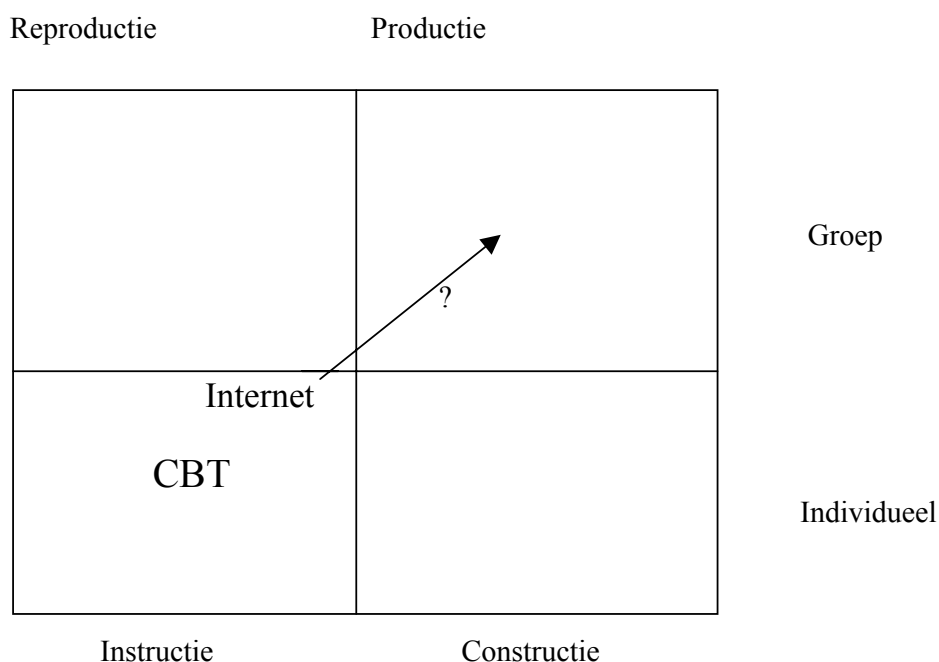 Reproductie Productie
Groep
?
Internet
CBT
Individueel
Instructie Constructie